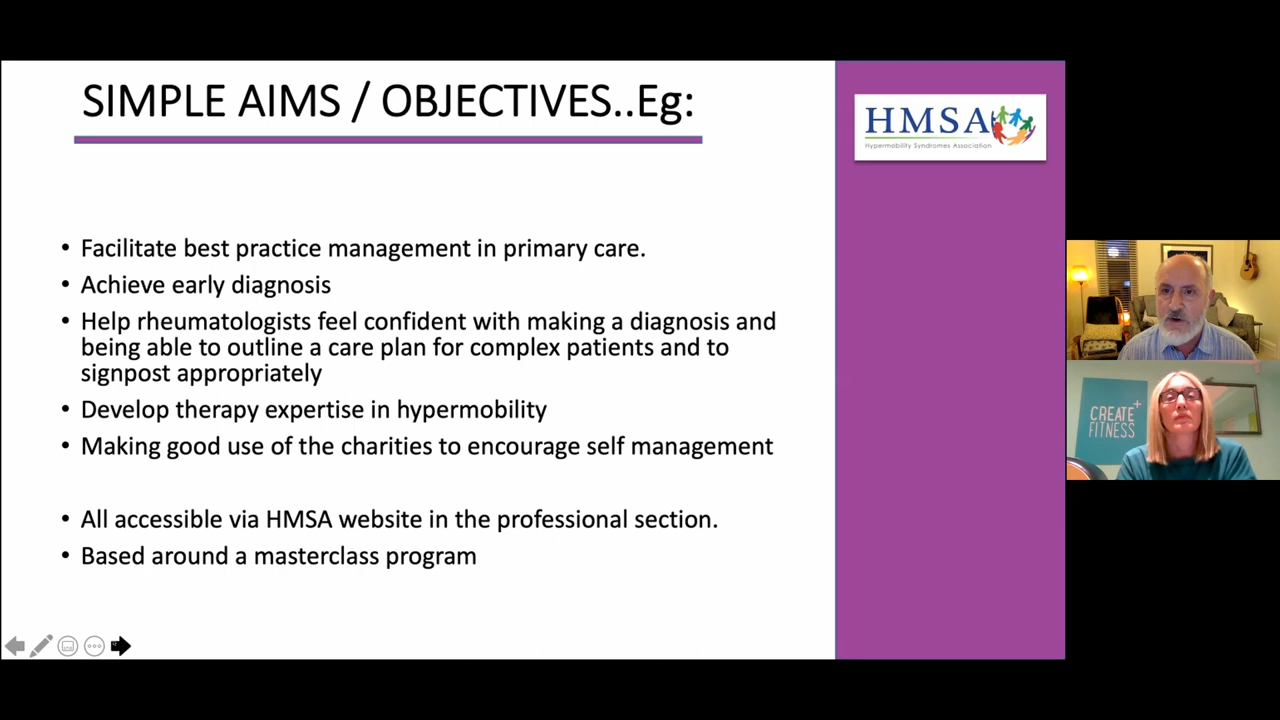 SIMPLE AIMS / OBJECTIVES..Eg:
HMSA
Hypermobility Syndromes Association
• Facilitate best practice management in primary care.
• Achieve early diagnosis
• Help rheumatologists feel confident with making a diagnosis and
being able to outline a care plan for complex patients and to
signpost appropriately
• Develop therapy expertise in hypermobility
• Making good use of the charities to encourage self management
• All accessible via HMSA website in the professional section.
• Based around a masterclass program
CREATE+
FITNESS